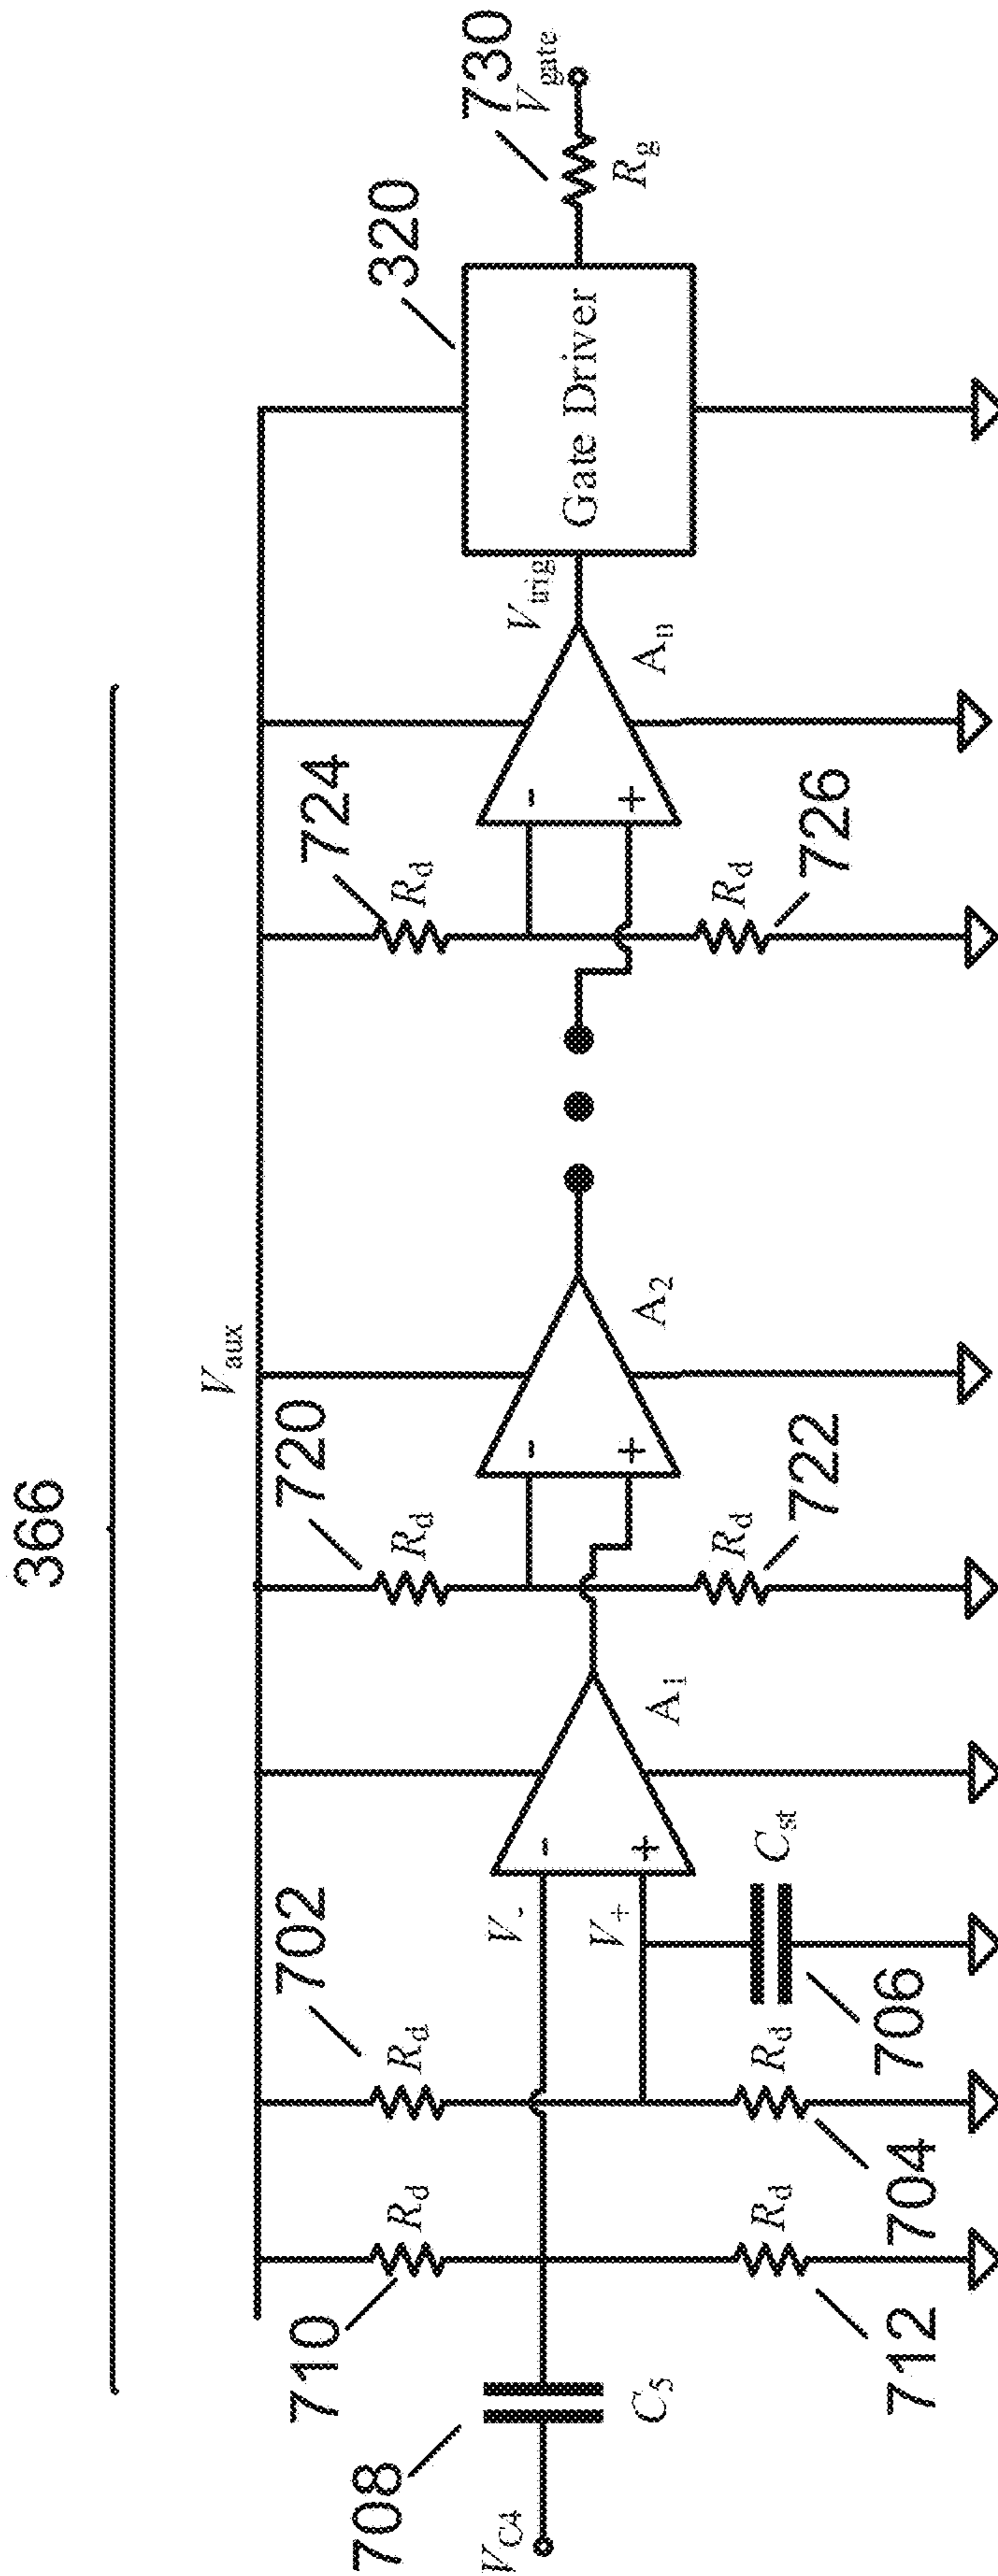 366
V_aux
702
720
724
320
730
V_gate
710
R_d
R_d
R_d
R_d
R_g
708
V_C4
V_-
-
-
-
V_trig
Gate Driver
C_5
V_+
+
+
+
A_1
A_2
A_n
R_d
R_d
C_st
R_d
R_d
712
704
706
722
726